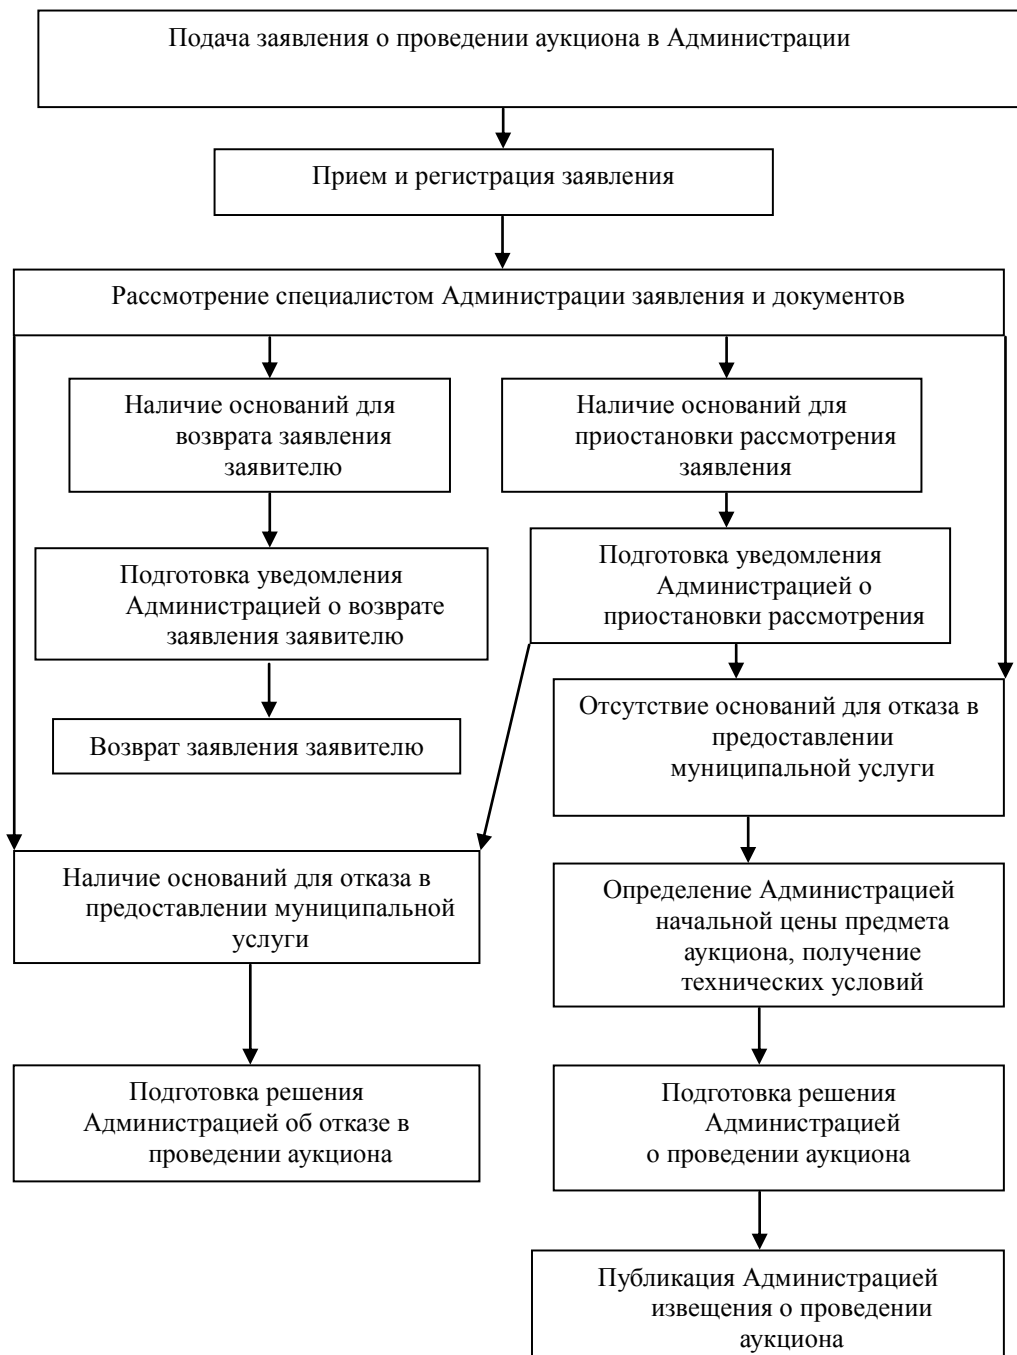 Подача заявления о проведении аукциона в Администрации
Прием и регистрация заявления
Рассмотрение специалистом Администрации заявления и документов
Наличие оснований для
возврата заявления
заявителю
Наличие оснований для
приостановки рассмотрения
заявления
Подготовка уведомления
Администрацией о возврате
заявления заявителю
Подготовка уведомления
Администрацией о
приостановки рассмотрения
Возврат заявления заявителю
Отсутствие оснований для отказа в
предоставлении
муниципальной услуги
Наличие оснований для отказа в
предоставлении муниципальной
услуги
Определение Администрацией
начальной цены предмета
аукциона, получение
технических условий
Подготовка решения
Администрацией об отказе в
проведении аукциона
Подготовка решения
Администрацией
о проведении аукциона
Публикация Администрацией
извещения о проведении
аукциона